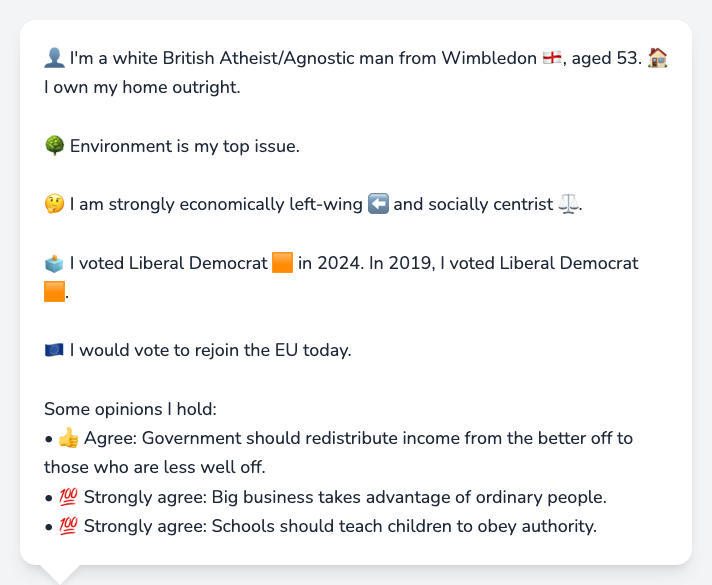 👤 I'm a white British Atheist/Agnostic man from Wimbledon 🏴󠁧󠁢󠁥󠁮󠁧󠁿, aged 53. 🏠
I own my home outright.
🌳 Environment is my top issue.
🤔 I am strongly economically left-wing ⬅️ and socially centrist ⚖️.
🗳️ I voted Liberal Democrat 🟧 in 2024. In 2019, I voted Liberal Democrat
🟧.
🇪🇺 I would vote to rejoin the EU today.
Some opinions I hold:
• 👍 Agree: Government should redistribute income from the better off to
those who are less well off.
• 💯 Strongly agree: Big business takes advantage of ordinary people.
• 💯 Strongly agree: Schools should teach children to obey authority.